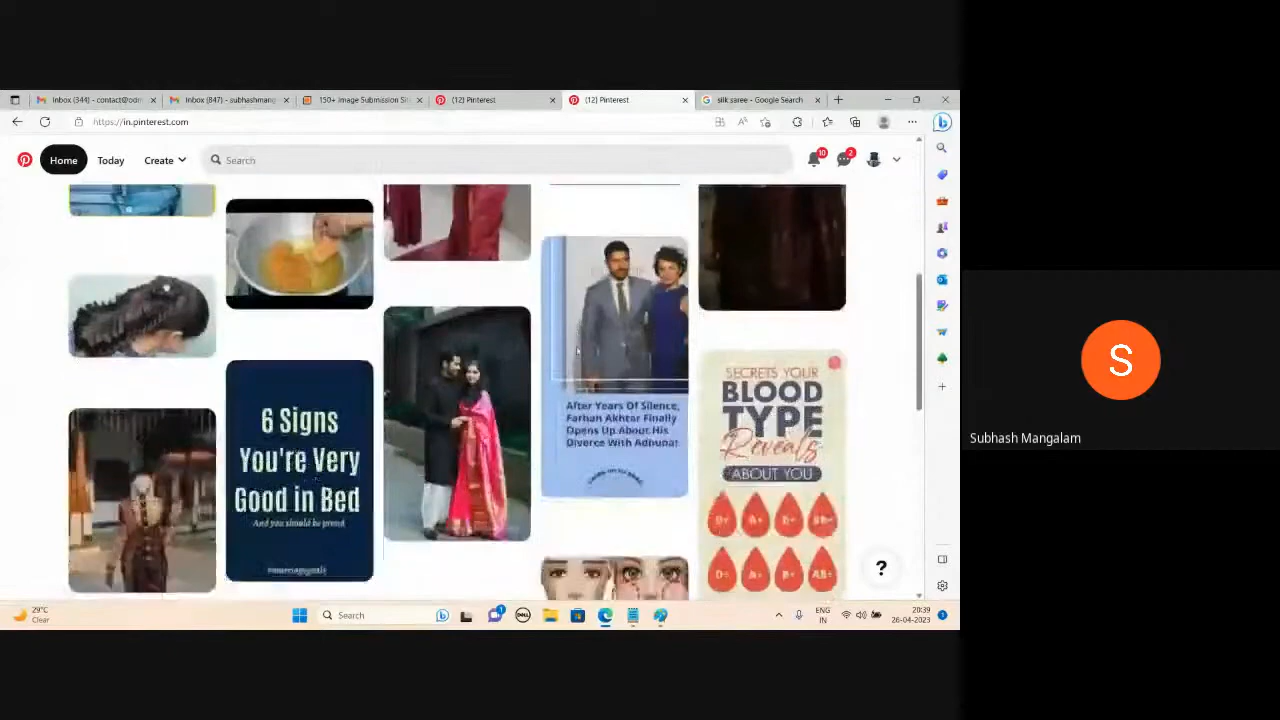 Inbox (344) - contact@odm
Inbox (847) - subhashmang
150+ Image Submission Sit
(12) Pinterest
(12) Pinterest
silk saree - Google Search
https://in.pinterest.com
Home
Today
Create
Search
10
2
6 Signs
You're Very
Good in Bed
And you should be proud
After Years Of Silence,
Farhan Akhtar Finally
Opens Up About His
Divorce With Adhuna!
SECRETS YOUR
BLOOD
TYPE
Reveals
ABOUT YOU
?
29°C
Clear
Search
1
ENG
IN
20:39
26-04-2023
S
Subhash Mangalam